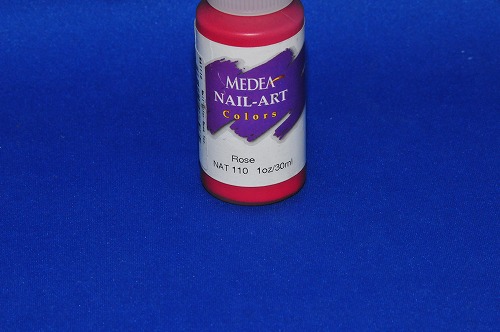 MEDEA
NAIL-ART
Colors
Rose
NAT 110 1oz/30ml